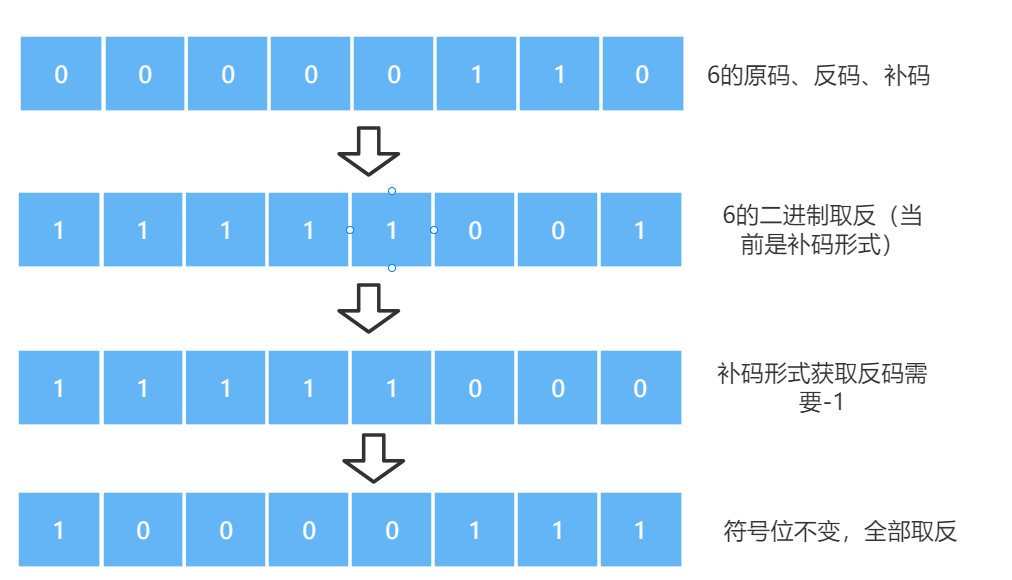 0 0 0 0 0 1 1 0 6的原码、反码、补码
1 1 1 1 1 0 0 1 6的二进制取反（当
前是补码形式）
1 1 1 1 1 0 0 0 补码形式获取反码需
要-1
1 0 0 0 0 1 1 1 符号位不变，全部取反